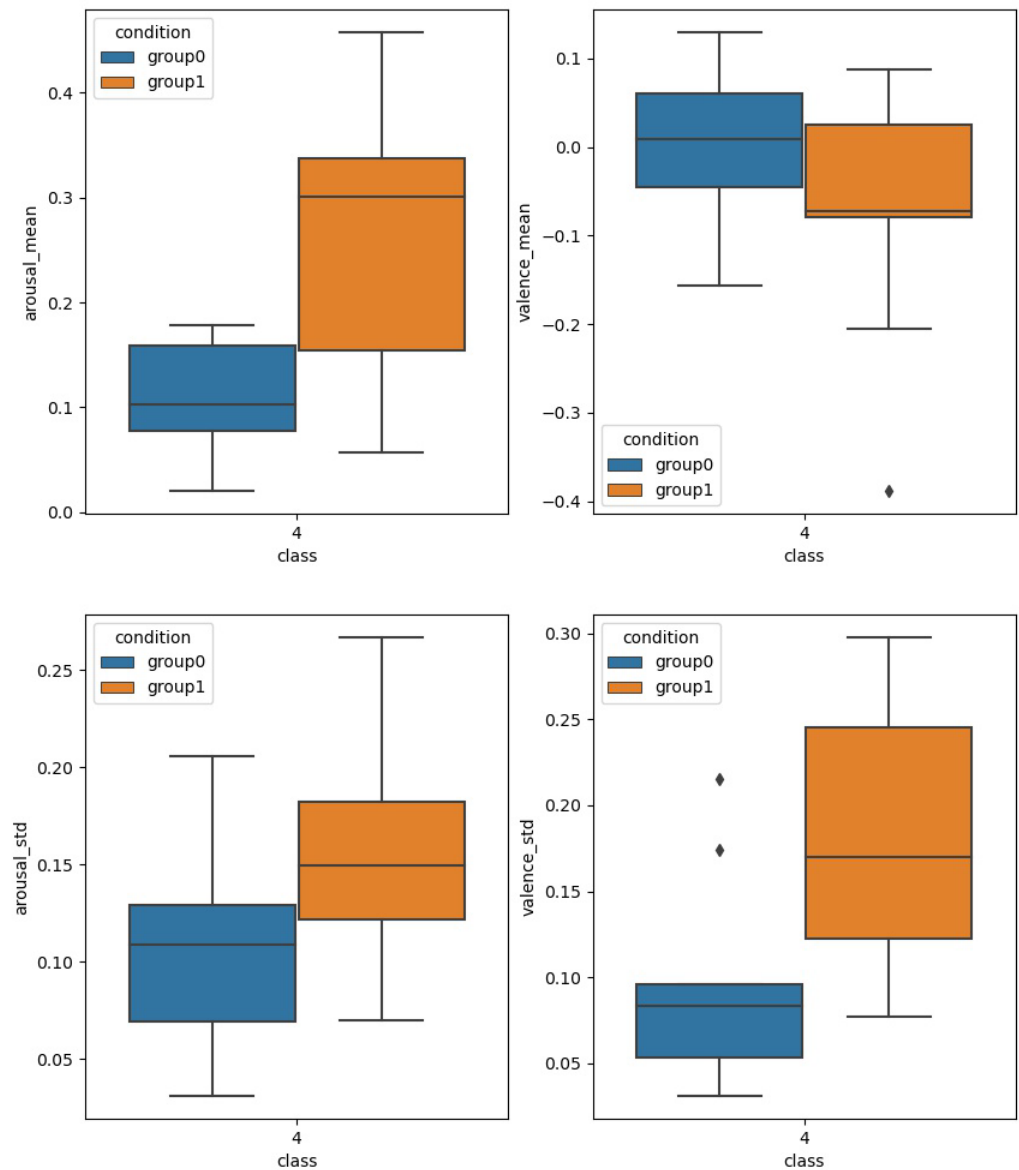 condition
group0
group1
0.4
0.3
0.2
0.1
0.0
arousal_mean
4
class
0.1
0.0
−0.1
−0.2
−0.3
−0.4
valence_mean
condition
group0
group1
4
class
condition
group0
group1
0.25
0.20
0.15
0.10
0.05
arousal_std
4
class
condition
group0
group1
0.30
0.25
0.20
0.15
0.10
0.05
valence_std
4
class